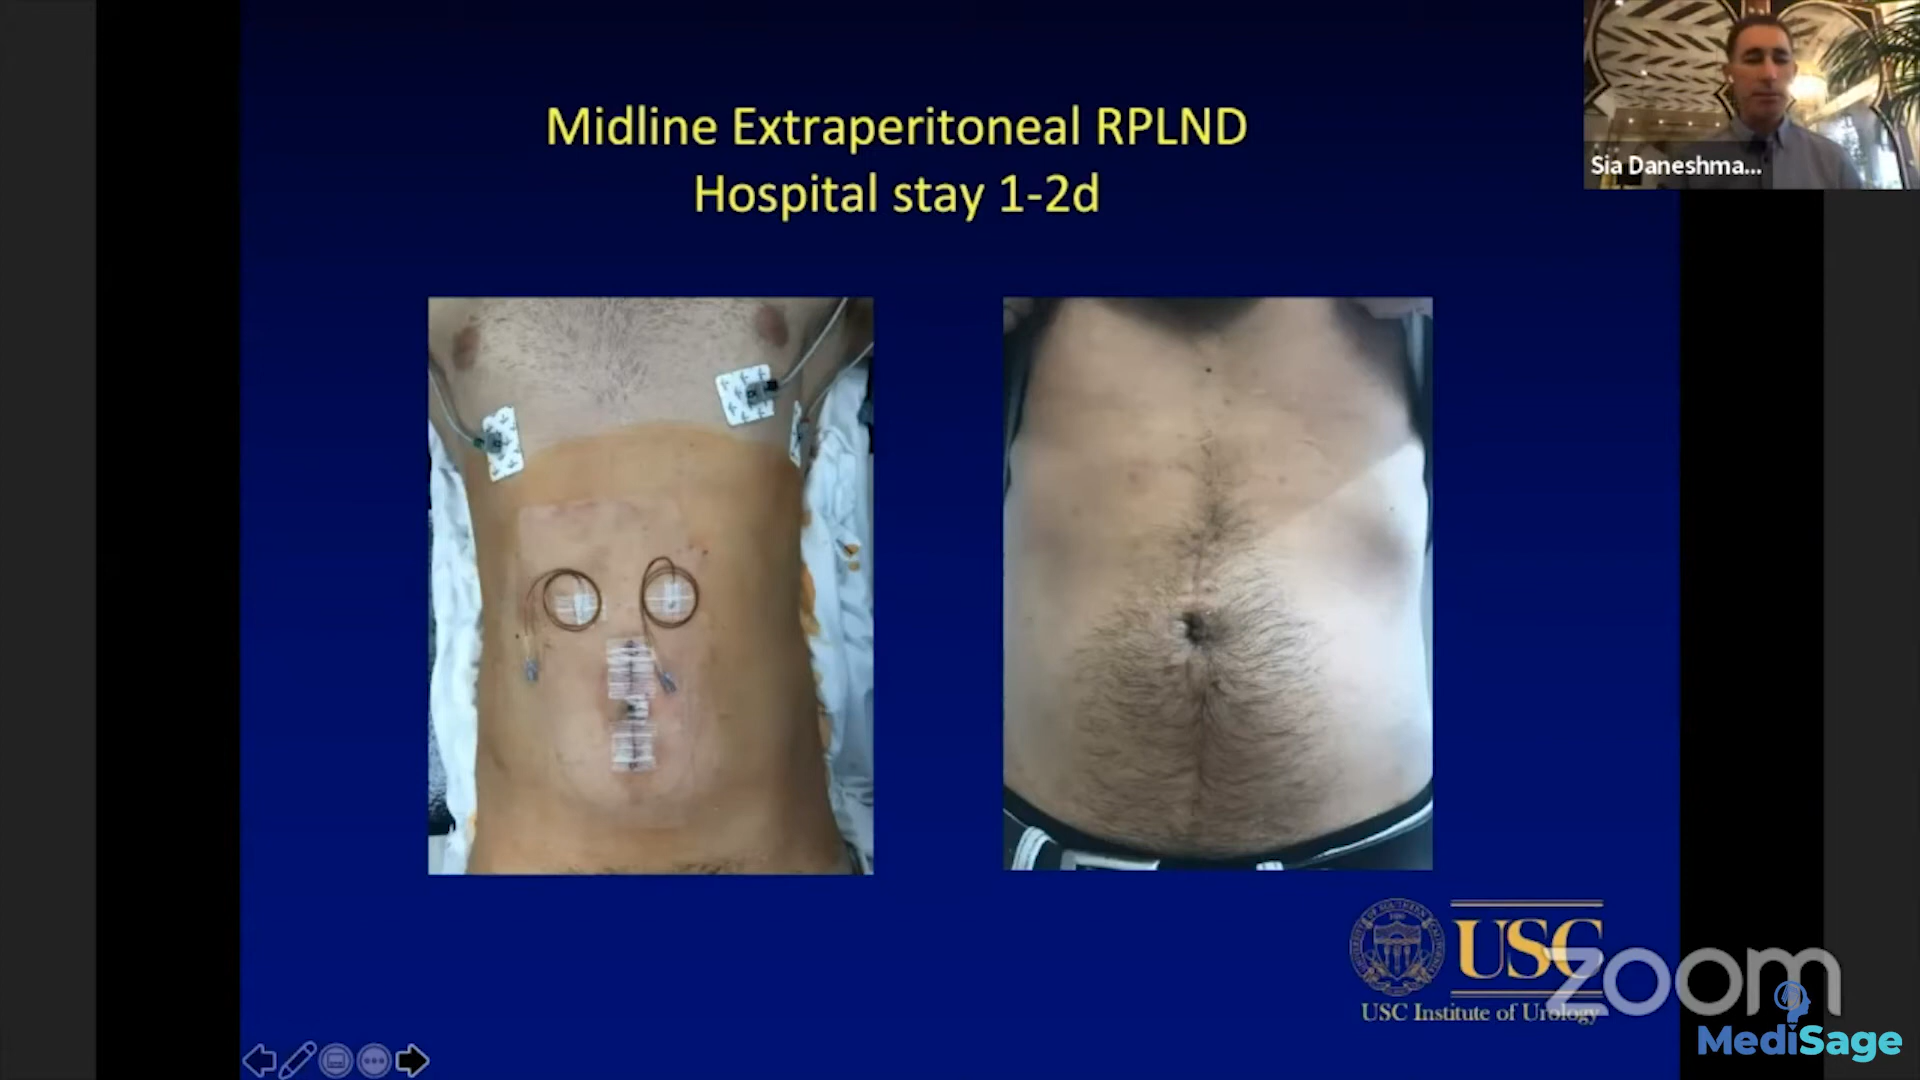 Midline Extraperitoneal RPLND
Hospital stay 1-2d
Sia Daneshma...
USC
USC Institute of Urology
zoom
MediSage